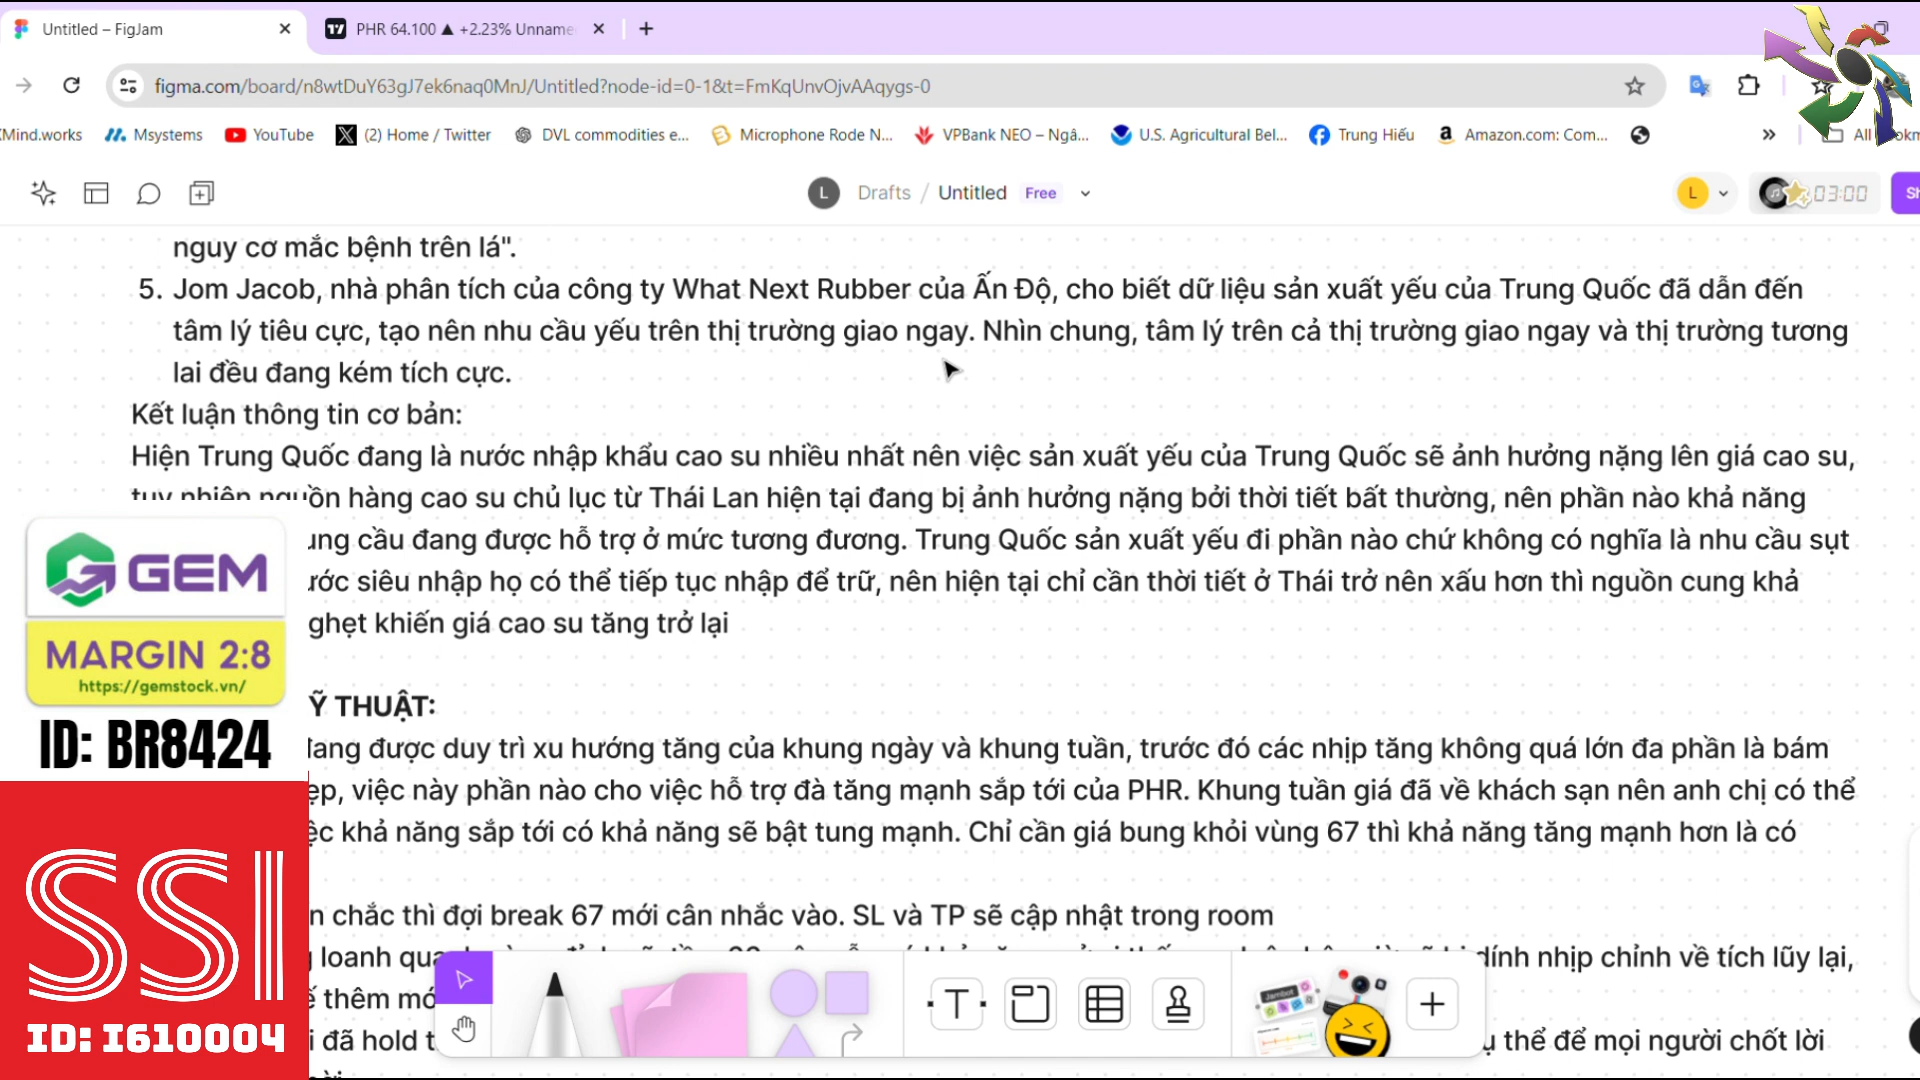 Untitled – FigJam
PHR 64.100 ▲ +2.23% Unname
figma.com/board/n8wtDuY63gJ7ek6naq0MnJ/Untitled?node-id=0-1&t=FmKqUnvOjvAAqygs-0
Mind.works
Msystems
YouTube
(2) Home / Twitter
DVL commodities e...
Microphone Rode N...
VPBank NEO – Ngâ...
U.S. Agricultural Bel...
Trung Hiếu
Amazon.com: Com...
All
L
Drafts / Untitled
Free
L
03:00
nguy cơ mắc bệnh trên lá".
5. Jom Jacob, nhà phân tích của công ty What Next Rubber của Ấn Độ, cho biết dữ liệu sản xuất yếu của Trung Quốc đã dẫn đến
tâm lý tiêu cực, tạo nên nhu cầu yếu trên thị trường giao ngay. Nhìn chung, tâm lý trên cả thị trường giao ngay và thị trường tương
lai đều đang kém tích cực.
Kết luận thông tin cơ bản:
Hiện Trung Quốc đang là nước nhập khẩu cao su nhiều nhất nên việc sản xuất yếu của Trung Quốc sẽ ảnh hưởng nặng lên giá cao su,
tuy nhiên nguồn hàng cao su chủ lục từ Thái Lan hiện tại đang bị ảnh hưởng nặng bởi thời tiết bất thường, nên phần nào khả năng
ung cầu đang được hỗ trợ ở mức tương đương. Trung Quốc sản xuất yếu đi phần nào chứ không có nghĩa là nhu cầu sụt
ước siêu nhập họ có thể tiếp tục nhập để trữ, nên hiện tại chỉ cần thời tiết ở Thái trở nên xấu hơn thì nguồn cung khả
ghẹt khiến giá cao su tăng trở lại
Ỹ THUẬT:
đang được duy trì xu hướng tăng của khung ngày và khung tuần, trước đó các nhịp tăng không quá lớn đa phần là bám
ẹp, việc này phần nào cho việc hỗ trợ đà tăng mạnh sắp tới của PHR. Khung tuần giá đã về khách sạn nên anh chị có thể
ệc khả năng sắp tới có khả năng sẽ bật tung mạnh. Chỉ cần giá bung khỏi vùng 67 thì khả năng tăng mạnh hơn là có
n chắc thì đợi break 67 mới cân nhắc vào. SL và TP sẽ cập nhật trong room
loanh qua
dính nhịp chỉnh về tích lũy lại,
ế thêm mớ
i đã hold t
ụ thể để mọi người chốt lời
GEM
MARGIN 2:8
https://gemstock.vn/
ID: BR8424
SSI
ID: I610004
T
Jambot